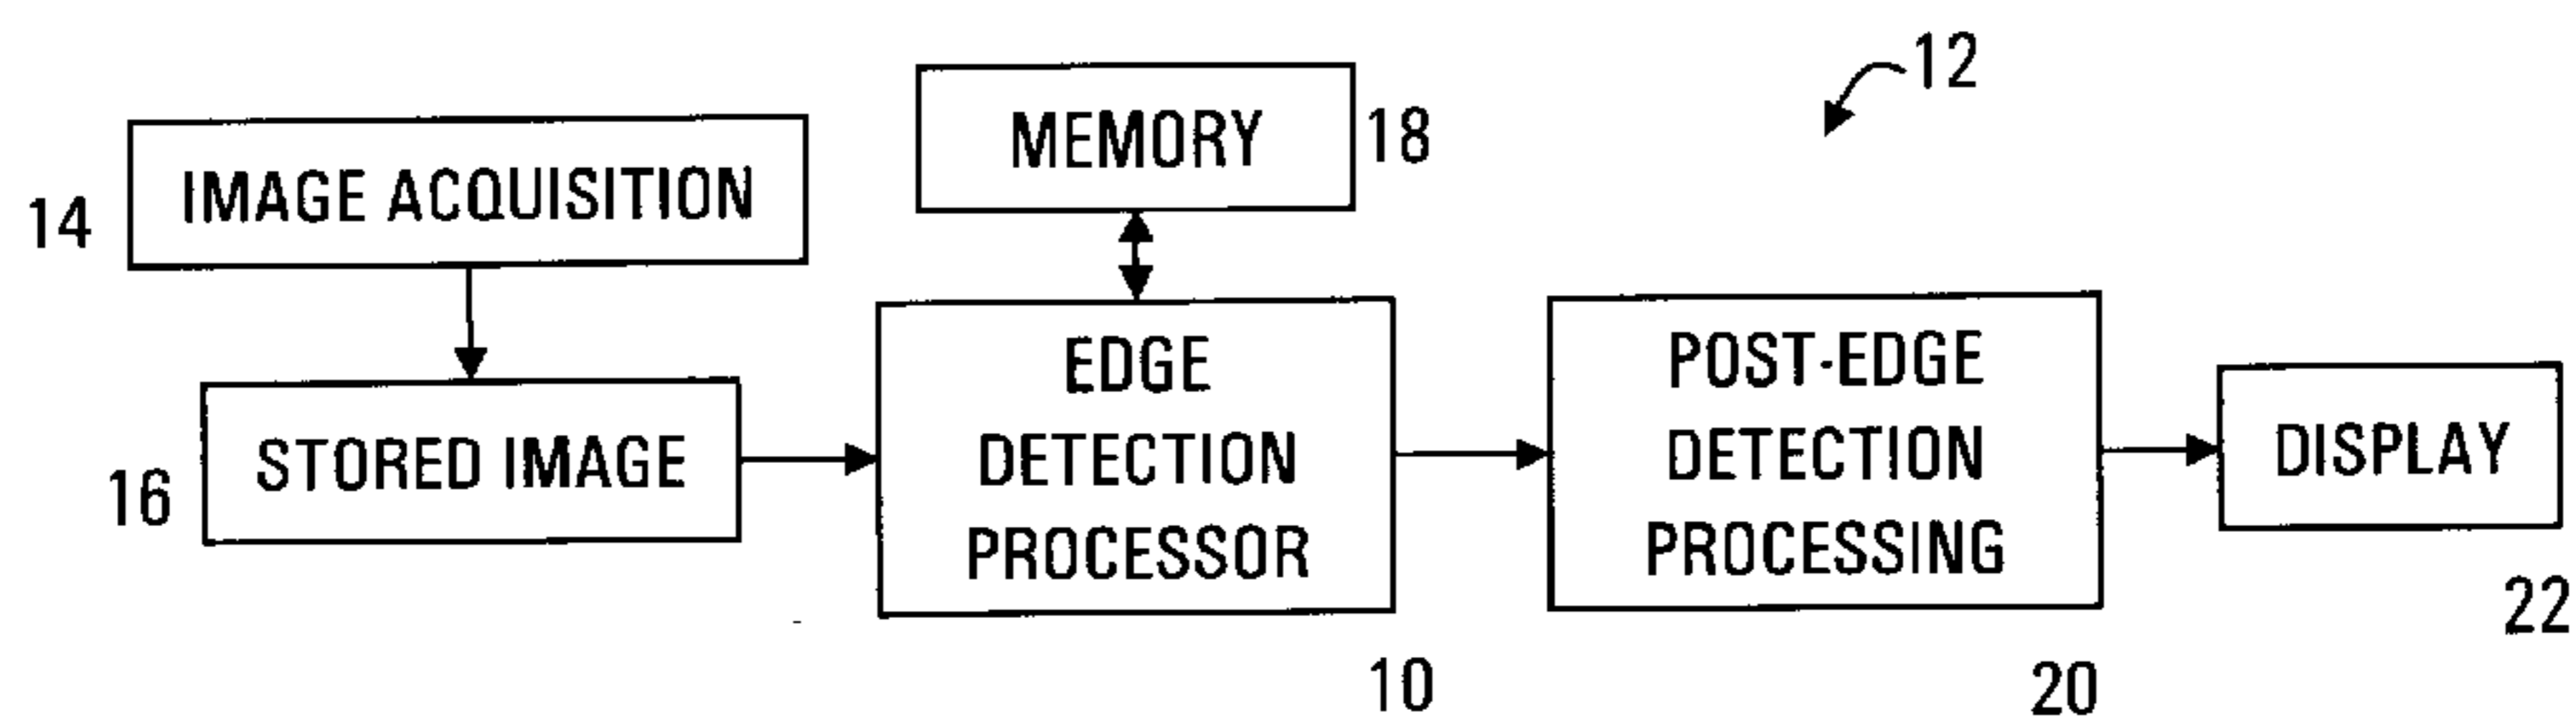 12
MEMORY
18
IMAGE ACQUISITION
14
EDGE
DETECTION
PROCESSOR
10
POST-EDGE
DETECTION
PROCESSING
20
STORED IMAGE
16
DISPLAY
22